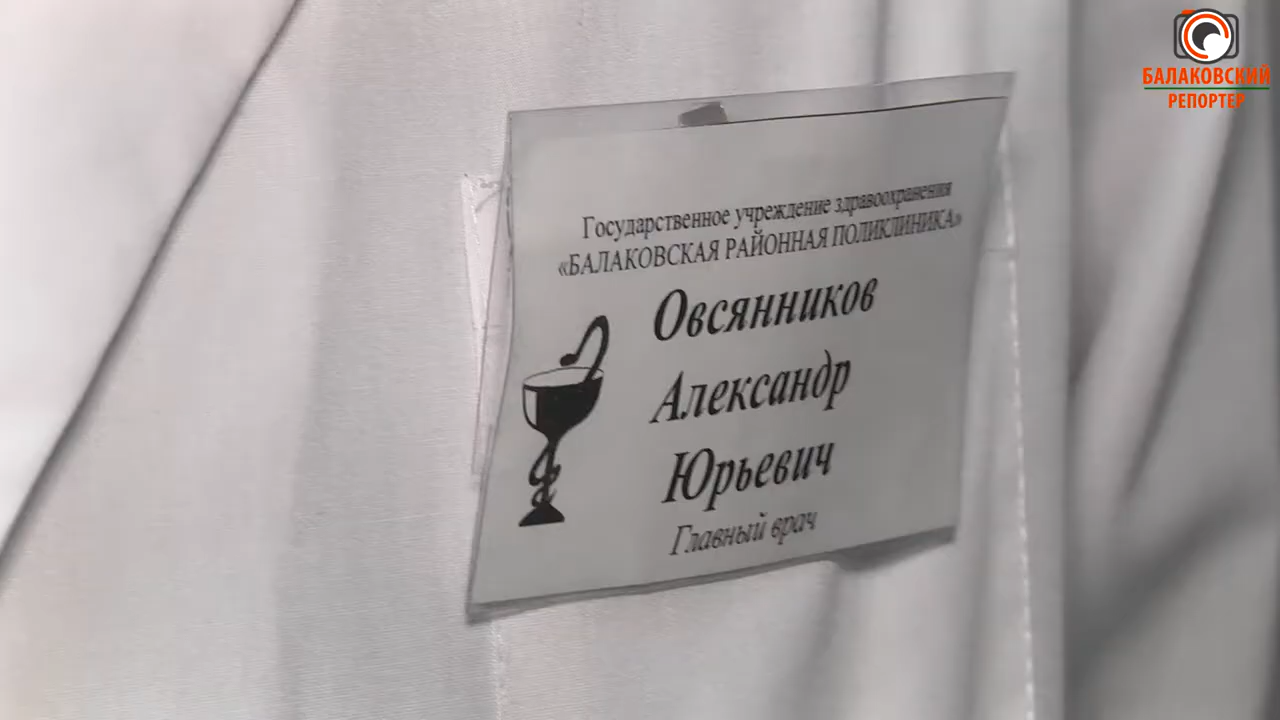 БАЛАКОВСКИЙ
РЕПОРТЕР
Государственное учреждение здравоохранения
«БАЛАКОВСКАЯ РАЙОННАЯ ПОЛИКЛИНИКА»
Овсянников
Александр
Юрьевич
Главный врач